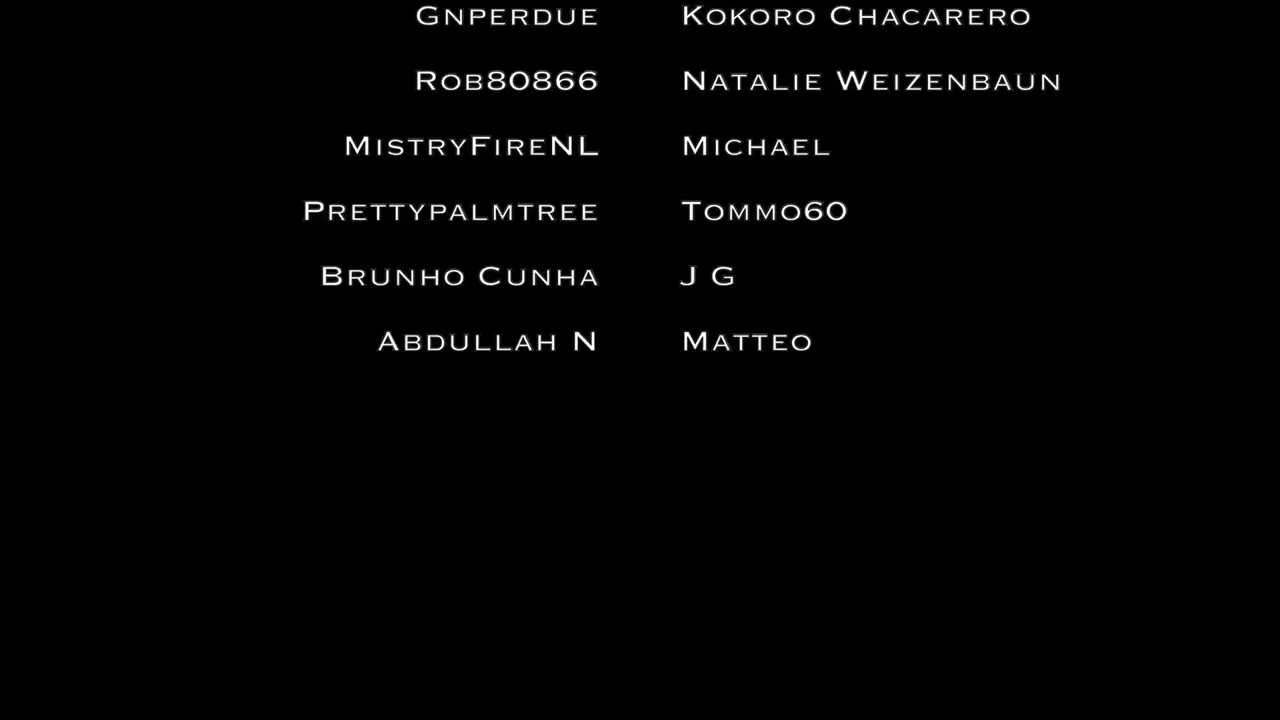 Gnperdue Kokoro Chacarero
Rob80866 Natalie Weizenbaun
MistryFireNL Michael
Prettypalmtree Tommo60
Brunho Cunha J G
Abdullah N Matteo